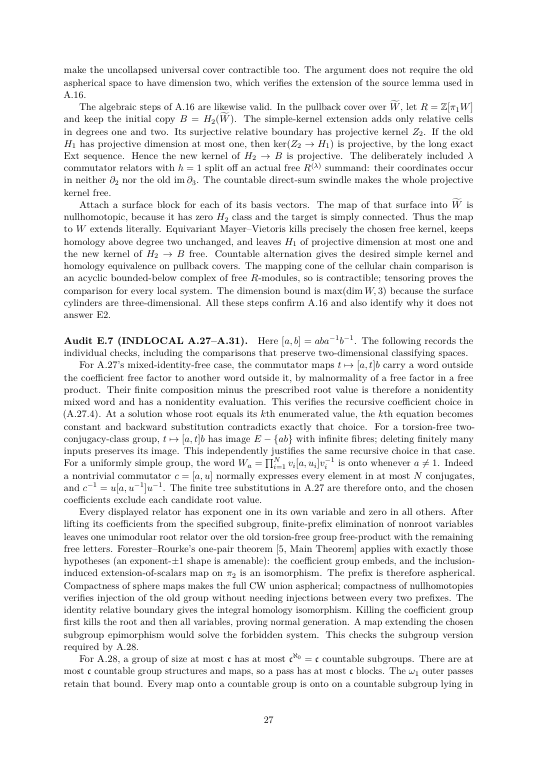 make the uncollapsed universal cover contractible too. The argument does not require the old
aspherical space to have dimension two, which verifies the extension of the source lemma used in
A.16.
The algebraic steps of A.16 are likewise valid. In the pullback cover over W̃, let R = ℤ[π₁W]
and keep the initial copy B = H₂(W̃). The simple-kernel extension adds only relative cells
in degrees one and two. Its surjective relative boundary has projective kernel Z₂. If the old
H₁ has projective dimension at most one, then ker(Z₂ → H₁) is projective, by the long exact
Ext sequence. Hence the new kernel of H₂ → B is projective. The deliberately included λ
commutator relators with h = 1 split off an actual free R⁽λ⁾ summand: their coordinates occur
in neither ∂₂ nor the old im ∂₃. The countable direct-sum swindle makes the whole projective
kernel free.
Attach a surface block for each of its basis vectors. The map of that surface into W̃ is
nullhomotopic, because it has zero H₂ class and the target is simply connected. Thus the map
to W extends literally. Equivariant Mayer–Vietoris kills precisely the chosen free kernel, keeps
homology above degree two unchanged, and leaves H₁ of projective dimension at most one and
the new kernel of H₂ → B free. Countable alternation gives the desired simple kernel and
homology equivalence on pullback covers. The mapping cone of the cellular chain comparison is
an acyclic bounded-below complex of free R-modules, so is contractible; tensoring proves the
comparison for every local system. The dimension bound is max(dim W, 3) because the surface
cylinders are three-dimensional. All these steps confirm A.16 and also identify why it does not
answer E2.
Audit E.7 (INDLOCAL A.27–A.31). Here [a, b] = aba⁻¹b⁻¹. The following records the
individual checks, including the comparisons that preserve two-dimensional classifying spaces.
For A.27's mixed-identity-free case, the commutator maps t ↦ [a, t]b carry a word outside
the coefficient free factor to another word outside it, by malnormality of a free factor in a free
product. Their finite composition minus the prescribed root value is therefore a nonidentity
mixed word and has a nonidentity evaluation. This verifies the recursive coefficient choice in
(A.27.4). At a solution whose root equals its kth enumerated value, the kth equation becomes
constant and backward substitution contradicts exactly that choice. For a torsion-free two-
conjugacy-class group, t ↦ [a, t]b has image E − {ab} with infinite fibres; deleting finitely many
inputs preserves its image. This independently justifies the same recursive choice in that case.
For a uniformly simple group, the word Wₐ = ∏ᵢ₌₁ᴺ vᵢ[a, uᵢ]vᵢ⁻¹ is onto whenever a ≠ 1. Indeed
a nontrivial commutator c = [a, u] normally expresses every element in at most N conjugates,
and c⁻¹ = u[a, u⁻¹]u⁻¹. The finite tree substitutions in A.27 are therefore onto, and the chosen
coefficients exclude each candidate root value.
Every displayed relator has exponent one in its own variable and zero in all others. After
lifting its coefficients from the specified subgroup, finite-prefix elimination of nonroot variables
leaves one unimodular root relator over the old torsion-free group free-product with the remaining
free letters. Forester–Rourke's one-pair theorem [5, Main Theorem] applies with exactly those
hypotheses (an exponent-±1 shape is amenable): the coefficient group embeds, and the inclusion-
induced extension-of-scalars map on π₂ is an isomorphism. The prefix is therefore aspherical.
Compactness of sphere maps makes the full CW union aspherical; compactness of nullhomotopies
verifies injection of the old group without needing injections between every two prefixes. The
identity relative boundary gives the integral homology isomorphism. Killing the coefficient group
first kills the root and then all variables, proving normal generation. A map extending the chosen
subgroup epimorphism would solve the forbidden system. This checks the subgroup version
required by A.28.
For A.28, a group of size at most 𝔠 has at most 𝔠^ℵ₀ = 𝔠 countable subgroups. There are at
most 𝔠 countable group structures and maps, so a pass has at most 𝔠 blocks. The ω₁ outer passes
retain that bound. Every map onto a countable group is onto on a countable subgroup lying in
27